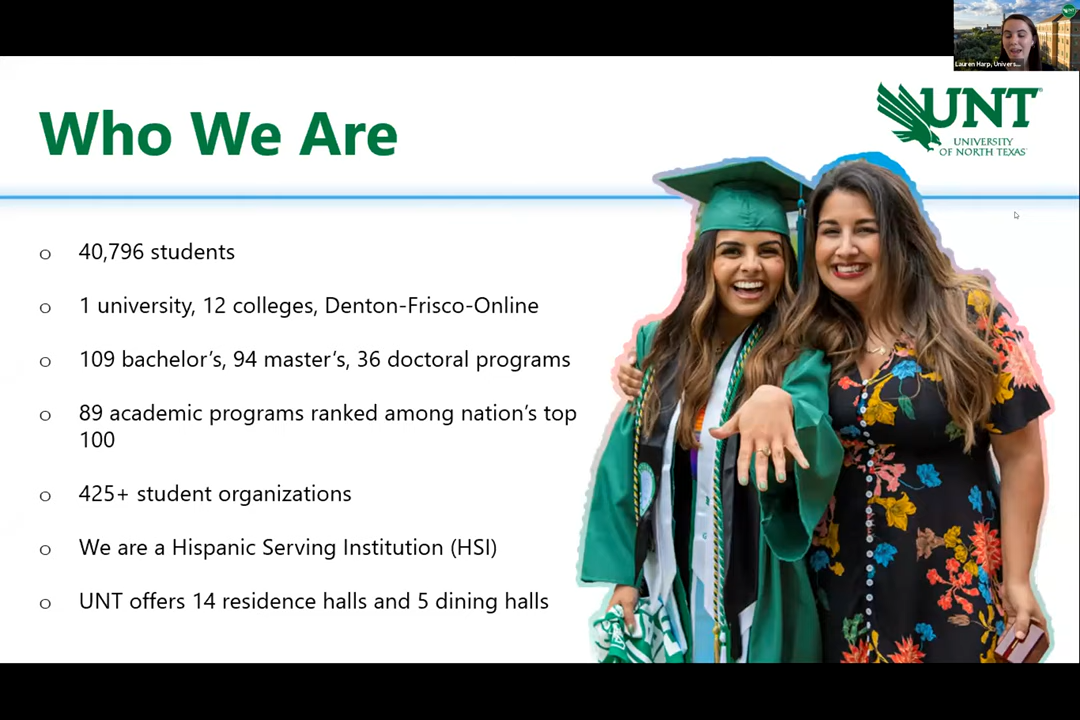 UNT
Lauren Harp, Univers...
Who We Are
UNT
UNIVERSITY
OF NORTH TEXAS
o 40,796 students
o 1 university, 12 colleges, Denton-Frisco-Online
o 109 bachelor's, 94 master's, 36 doctoral programs
o 89 academic programs ranked among nation's top
100
o 425+ student organizations
o We are a Hispanic Serving Institution (HSI)
o UNT offers 14 residence halls and 5 dining halls